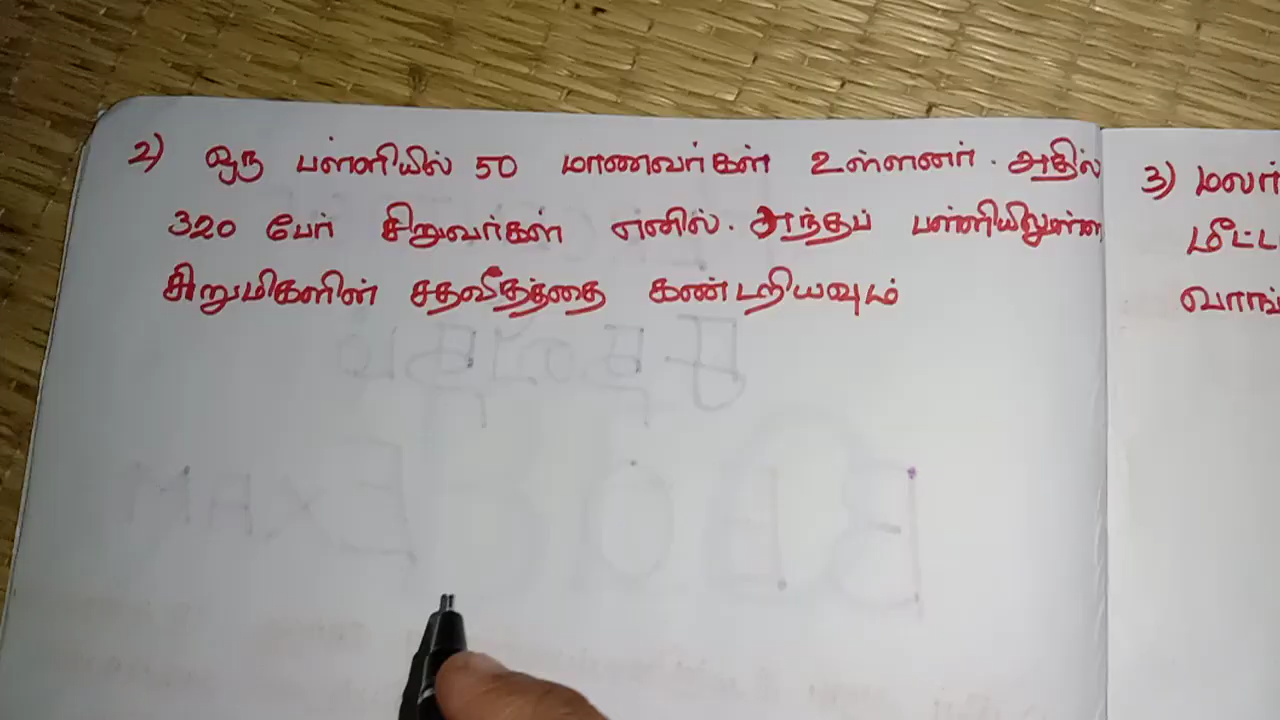 2) ஒரு பள்ளியில் 50 மாணவர்கள் உள்ளனர். அதில்
320 பேர் சிறுவர்கள் எனில். அந்தப் பள்ளியிலுள்ள
சிறுமிகளின் சதவீதத்தை கண்டறியவும்
3) மலர்
மீட்ட
வாங்